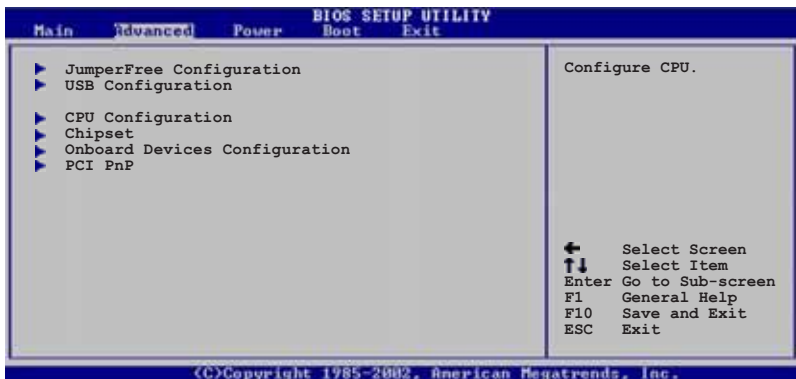 BIOS SETUP UTILITY
Main Advanced Power Boot Exit
JumperFree Configuration
USB Configuration
CPU Configuration
Chipset
Onboard Devices Configuration
PCI PnP
Configure CPU.
← Select Screen
↑↓ Select Item
Enter Go to Sub-screen
F1 General Help
F10 Save and Exit
ESC Exit
(C)Copyright 1985-2002, American Megatrends, Inc.